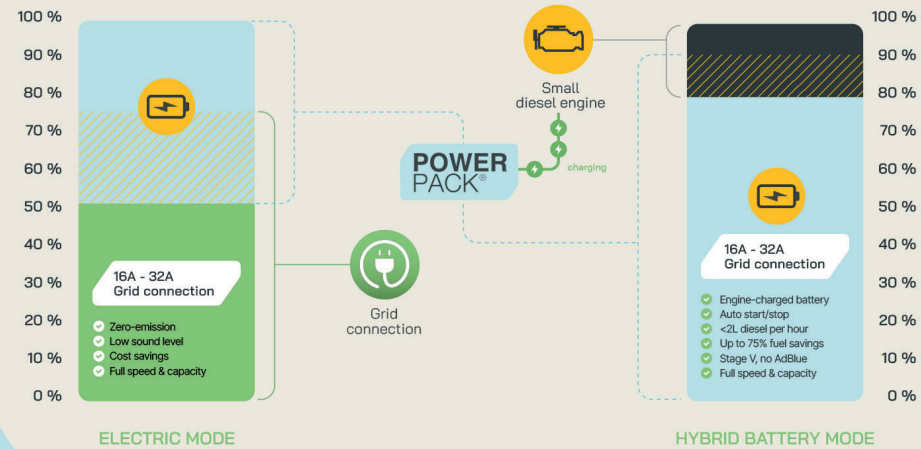 100 %
90 %
80 %
70 %
60 %
50 %
40 %
30 %
20 %
10 %
0 %
16A - 32A
Grid connection
Zero-emission
Low sound level
Cost savings
Full speed & capacity
ELECTRIC MODE
Small
diesel engine
POWER
PACK®
charging
Grid
connection
16A - 32A
Grid connection
Engine-charged battery
Auto start/stop
<2L diesel per hour
Up to 75% fuel savings
Stage V, no AdBlue
Full speed & capacity
HYBRID BATTERY MODE
100 %
90 %
80 %
70 %
60 %
50 %
40 %
30 %
20 %
10 %
0 %